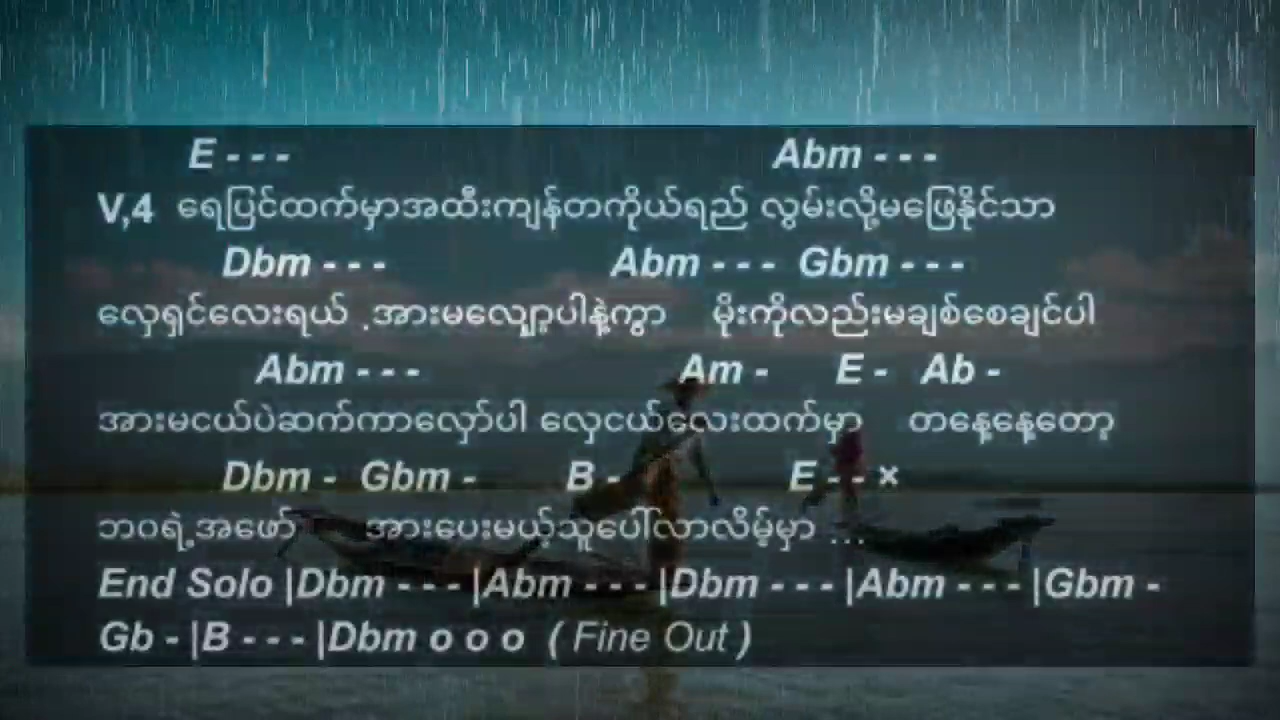 E - - - Abm - - -
V,4 ရေပြင်ထက်မှာအထီးကျန်တကိုယ်ရည် လွမ်းလို့မဖြေနိုင်သာ
Dbm - - - Abm - - - Gbm - - -
လှေရှင်လေးရယ် .အားမလျော့ပါနဲ့ကွာ မိုးကိုလည်းမချစ်စေချင်ပါ
Abm - - - Am - E - Ab -
အားမငယ်ပဲဆက်ကာလှော်ပါ လှေငယ်လေးထက်မှာ တနေ့နေ့တော့
Dbm - Gbm - B - E - - ×
ဘဝရဲ့အဖော် အားပေးမယ့်သူပေါ်လာလိမ့်မှာ ...
End Solo |Dbm - - - |Abm - - - |Dbm - - - |Abm - - - |Gbm -
Gb - |B - - - |Dbm o o o ( Fine Out )